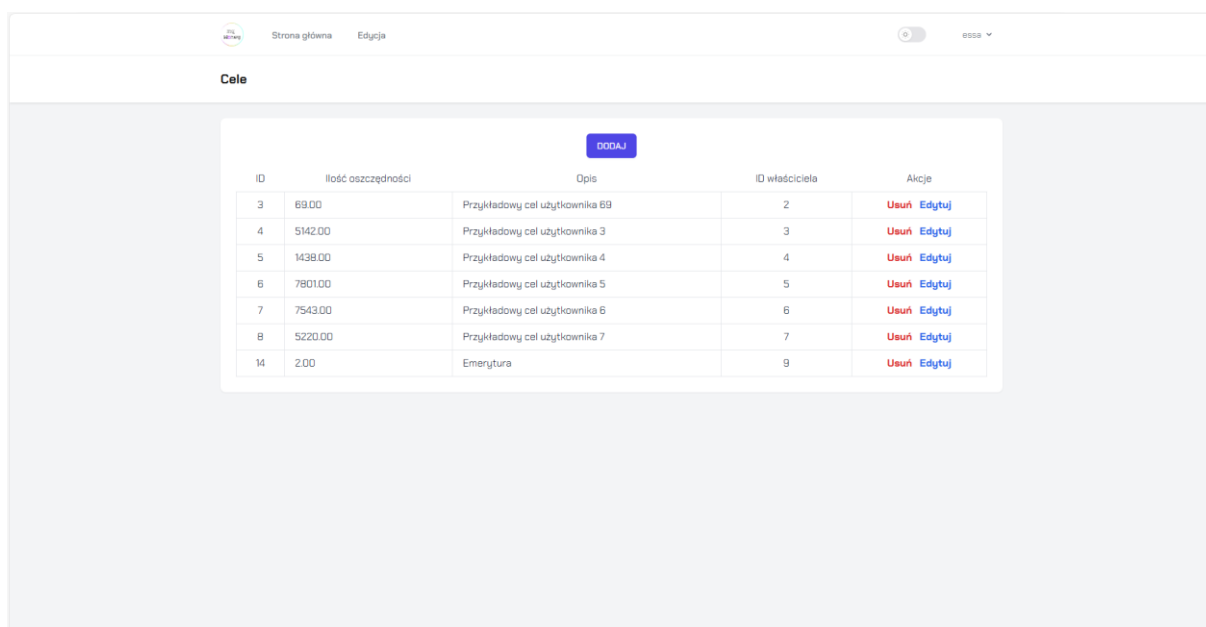 Strona główna Edycja essa
Cele
DODAJ
ID Ilość oszczędności Opis ID właściciela Akcje
3 69.00 Przykładowy cel użytkownika 69 2 Usuń Edytuj
4 5142.00 Przykładowy cel użytkownika 3 3 Usuń Edytuj
5 1438.00 Przykładowy cel użytkownika 4 4 Usuń Edytuj
6 7801.00 Przykładowy cel użytkownika 5 5 Usuń Edytuj
7 7543.00 Przykładowy cel użytkownika 6 6 Usuń Edytuj
8 5220.00 Przykładowy cel użytkownika 7 7 Usuń Edytuj
14 2.00 Emerytura 9 Usuń Edytuj